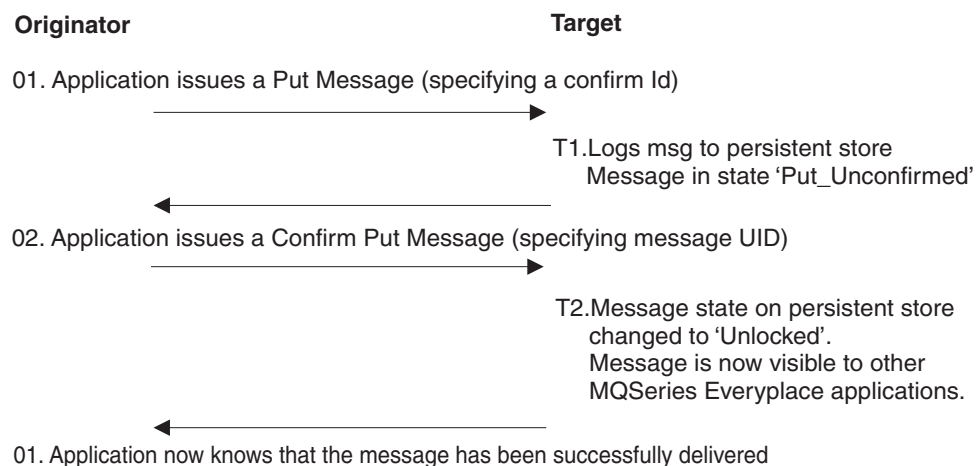 Originator
Target
01. Application issues a Put Message (specifying a confirm Id)
T1.Logs msg to persistent store
Message in state ‘Put_Unconfirmed’
02. Application issues a Confirm Put Message (specifying message UID)
T2.Message state on persistent store
changed to ‘Unlocked’.
Message is now visible to other
MQSeries Everyplace applications.
01. Application now knows that the message has been successfully delivered